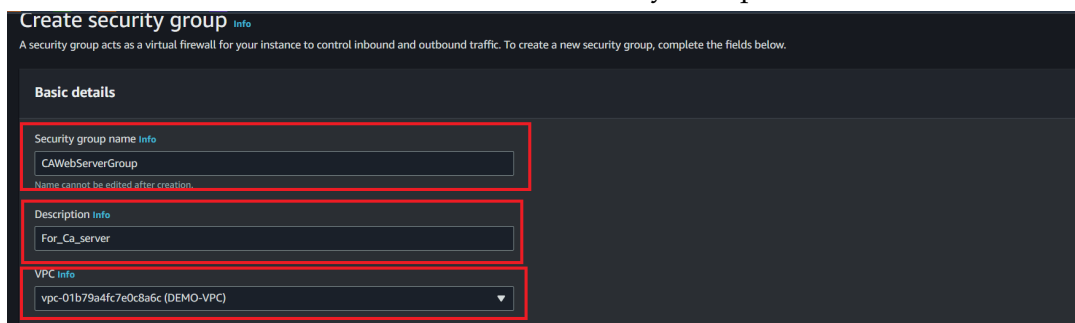 Create security group Info
A security group acts as a virtual firewall for your instance to control inbound and outbound traffic. To create a new security group, complete the fields below.
Basic details
Security group name Info
CAWebServerGroup
Name cannot be edited after creation.
Description Info
For_Ca_server
VPC Info
vpc-01b79a4fc7e0c8a6c (DEMO-VPC)